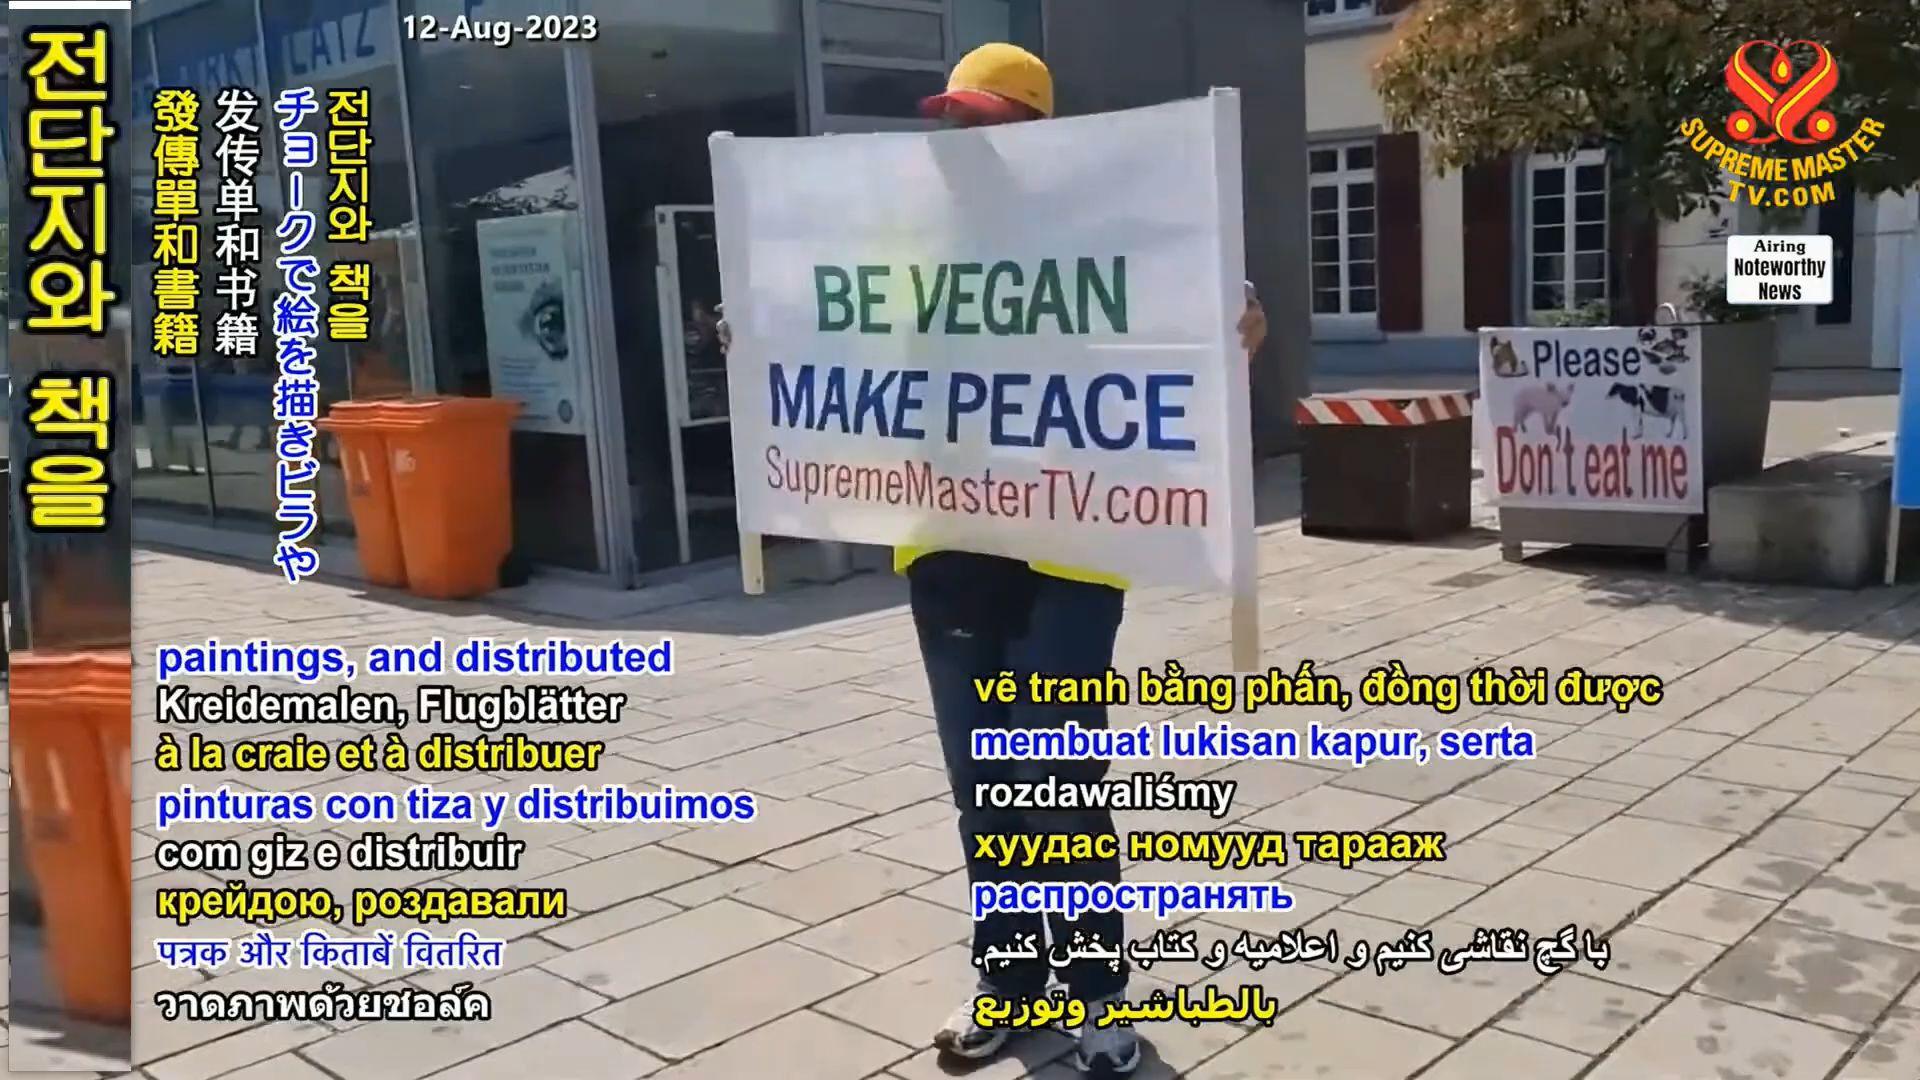 12-Aug-2023
전단지와 책을
發傳單和書籍
发传单和书籍
チョークで絵を描きビラや
전단지와 책을
SUPREME MASTER
TV.COM
Airing
Noteworthy
News
BE VEGAN
MAKE PEACE
SupremeMasterTV.com
Please
Don't eat me
paintings, and distributed
Kreidemalen, Flugblätter
à la craie et à distribuer
pinturas con tiza y distribuimos
com giz e distribuir
крейдою, роздавали
पत्रक और किताबें वितरित
วาดภาพด้วยชอล์ค
vẽ tranh bằng phấn, đồng thời được
membuat lukisan kapur, serta
rozdawaliśmy
хуудас номууд тарааж
распространять
با گچ نقاشی کنیم و اعلامیه و کتاب پخش کنیم.
بالطباشير وتوزيع